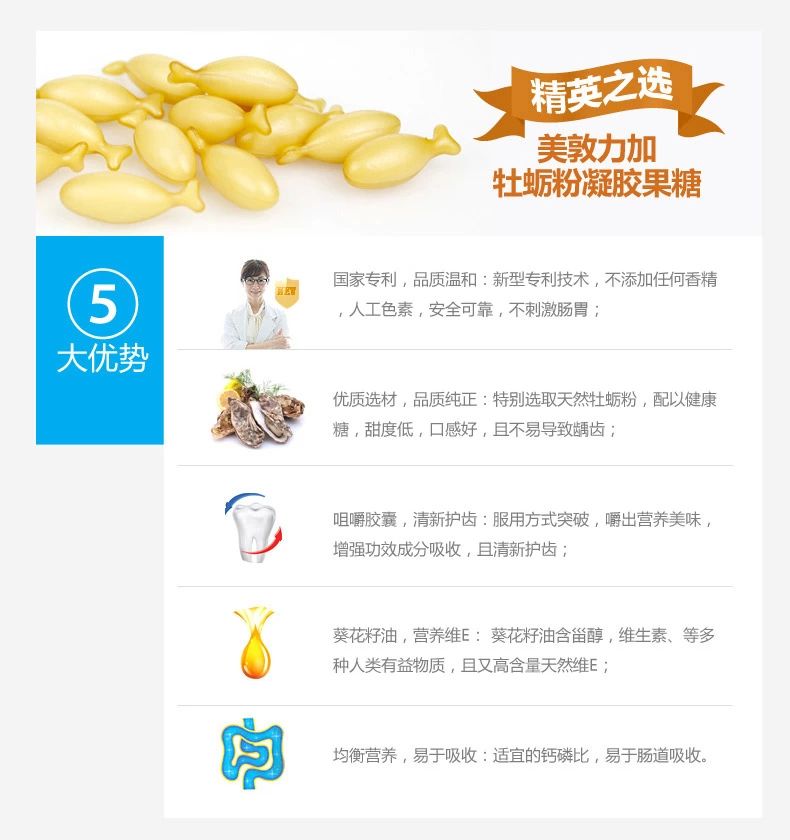 精英之选
美敦力加
牡蛎粉凝胶果糖
5
大优势
国家专利，品质温和：新型专利技术，不添加任何香精
，人工色素，安全可靠，不刺激肠胃；
优质选材，品质纯正：特别选取天然牡蛎粉，配以健康
糖，甜度低，口感好，且不易导致龋齿；
咀嚼胶囊，清新护齿：服用方式突破，嚼出营养美味，
增强功效成分吸收，且清新护齿；
葵花籽油，营养维E： 葵花籽油含甾醇，维生素、等多
种人类有益物质，且又高含量天然维E；
均衡营养，易于吸收：适宜的钙磷比，易于肠道吸收。